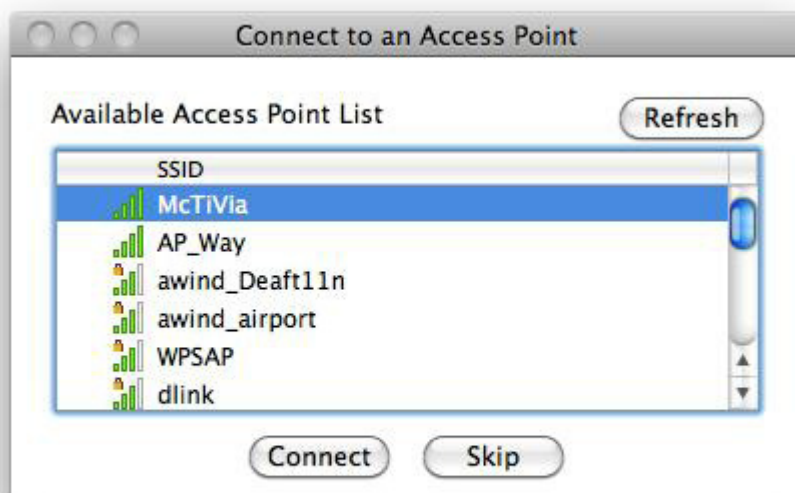 Connect to an Access Point
Available Access Point List
Refresh
SSID
McTiVia
AP_Way
awind_Deaft11n
awind_airport
WPSAP
dlink
Connect
Skip